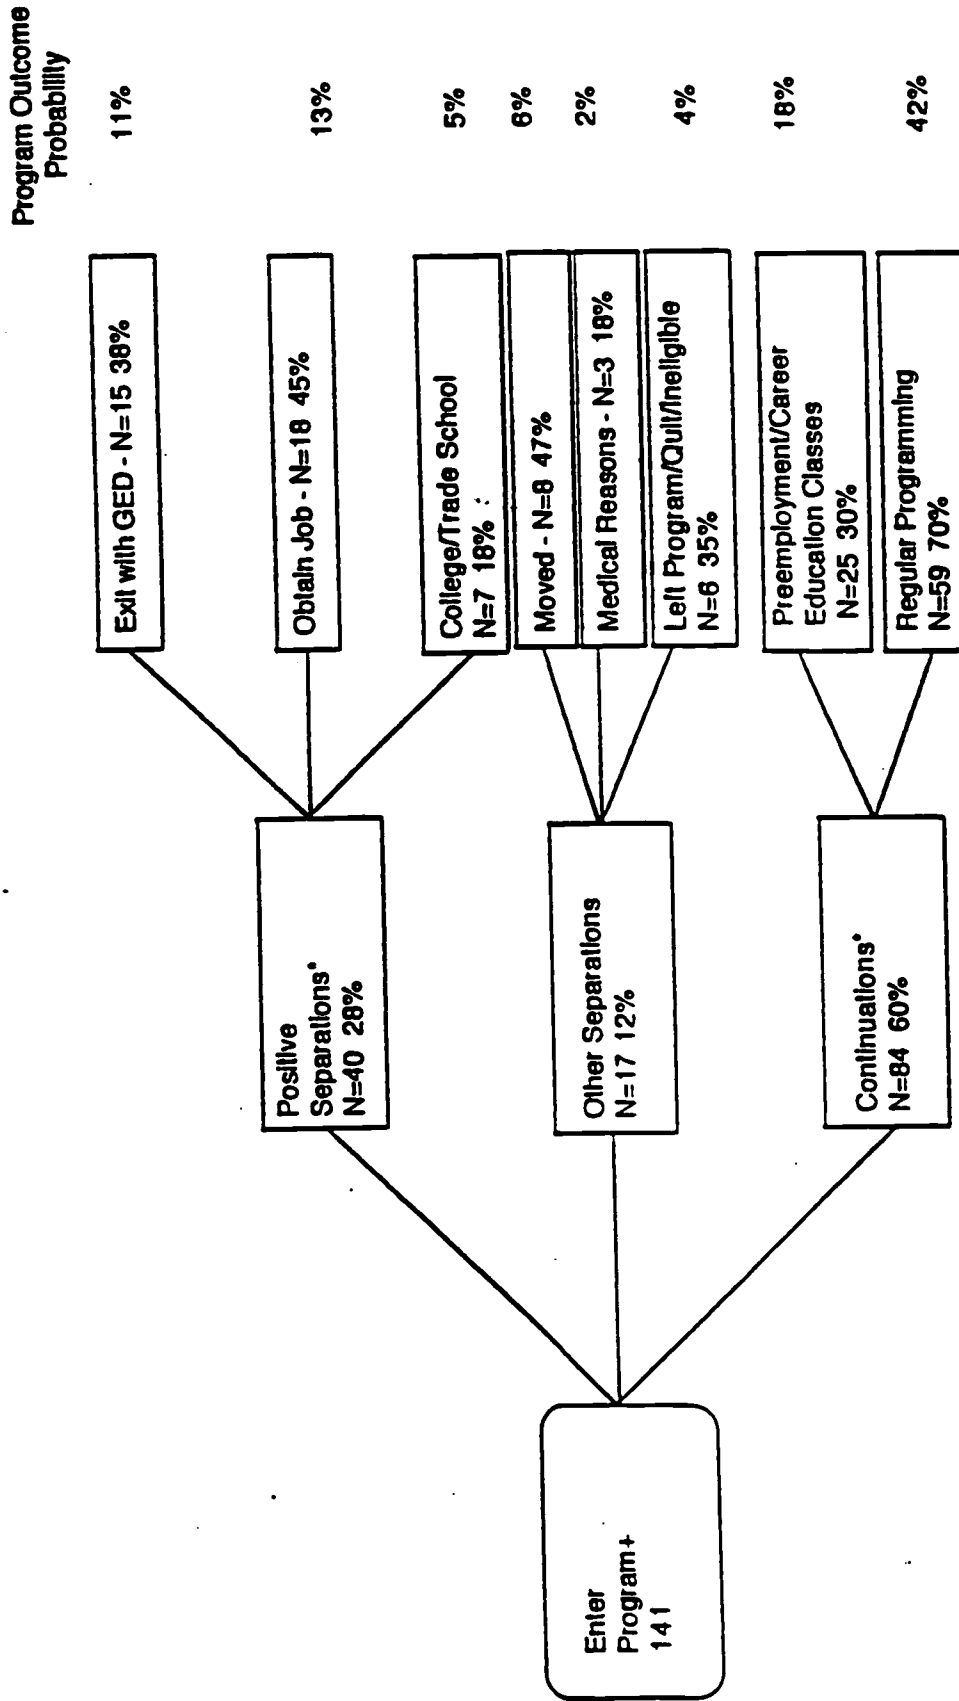 Program Outcome
Probability
Enter
Program+
141
Positive
Separations*
N=40 28%
Other Separations
N=17 12%
Continuations*
N=84 60%
Exit with GED - N=15 38%
11%
Obtain Job - N=18 45%
13%
College/Trade School
N=7 18%
5%
Moved - N=8 47%
6%
Medical Reasons - N=3 18%
2%
Left Program/Quit/Ineligible
N=6 35%
4%
Preemployment/Career
Education Classes
N=25 30%
18%
Regular Programming
N=59 70%
42%